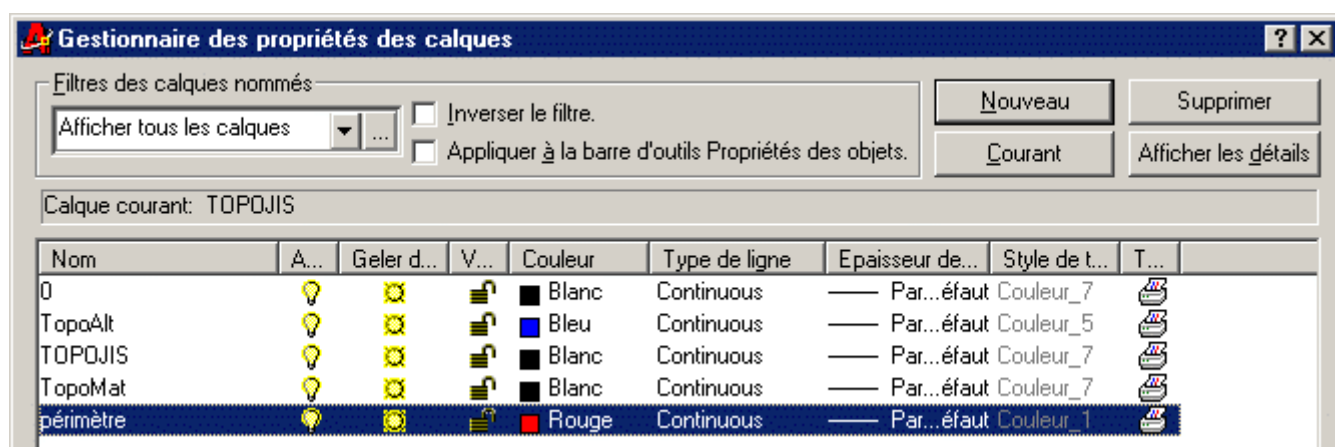 Gestionnaire des propriétés des calques
Filtres des calques nommés
Afficher tous les calques ...
Inverser le filtre.
Appliquer à la barre d'outils Propriétés des objets.
Nouveau Supprimer
Courant Afficher les détails
Calque courant: TOPOJIS
Nom A... Geler d... V... Couleur Type de ligne Epaisseur de... Style de t... T...
0 Blanc Continuous Par...éfaut Couleur_7
TopoAlt Bleu Continuous Par...éfaut Couleur_5
TOPOJIS Blanc Continuous Par...éfaut Couleur_7
TopoMat Blanc Continuous Par...éfaut Couleur_7
périmètre Rouge Continuous Par...éfaut Couleur_1